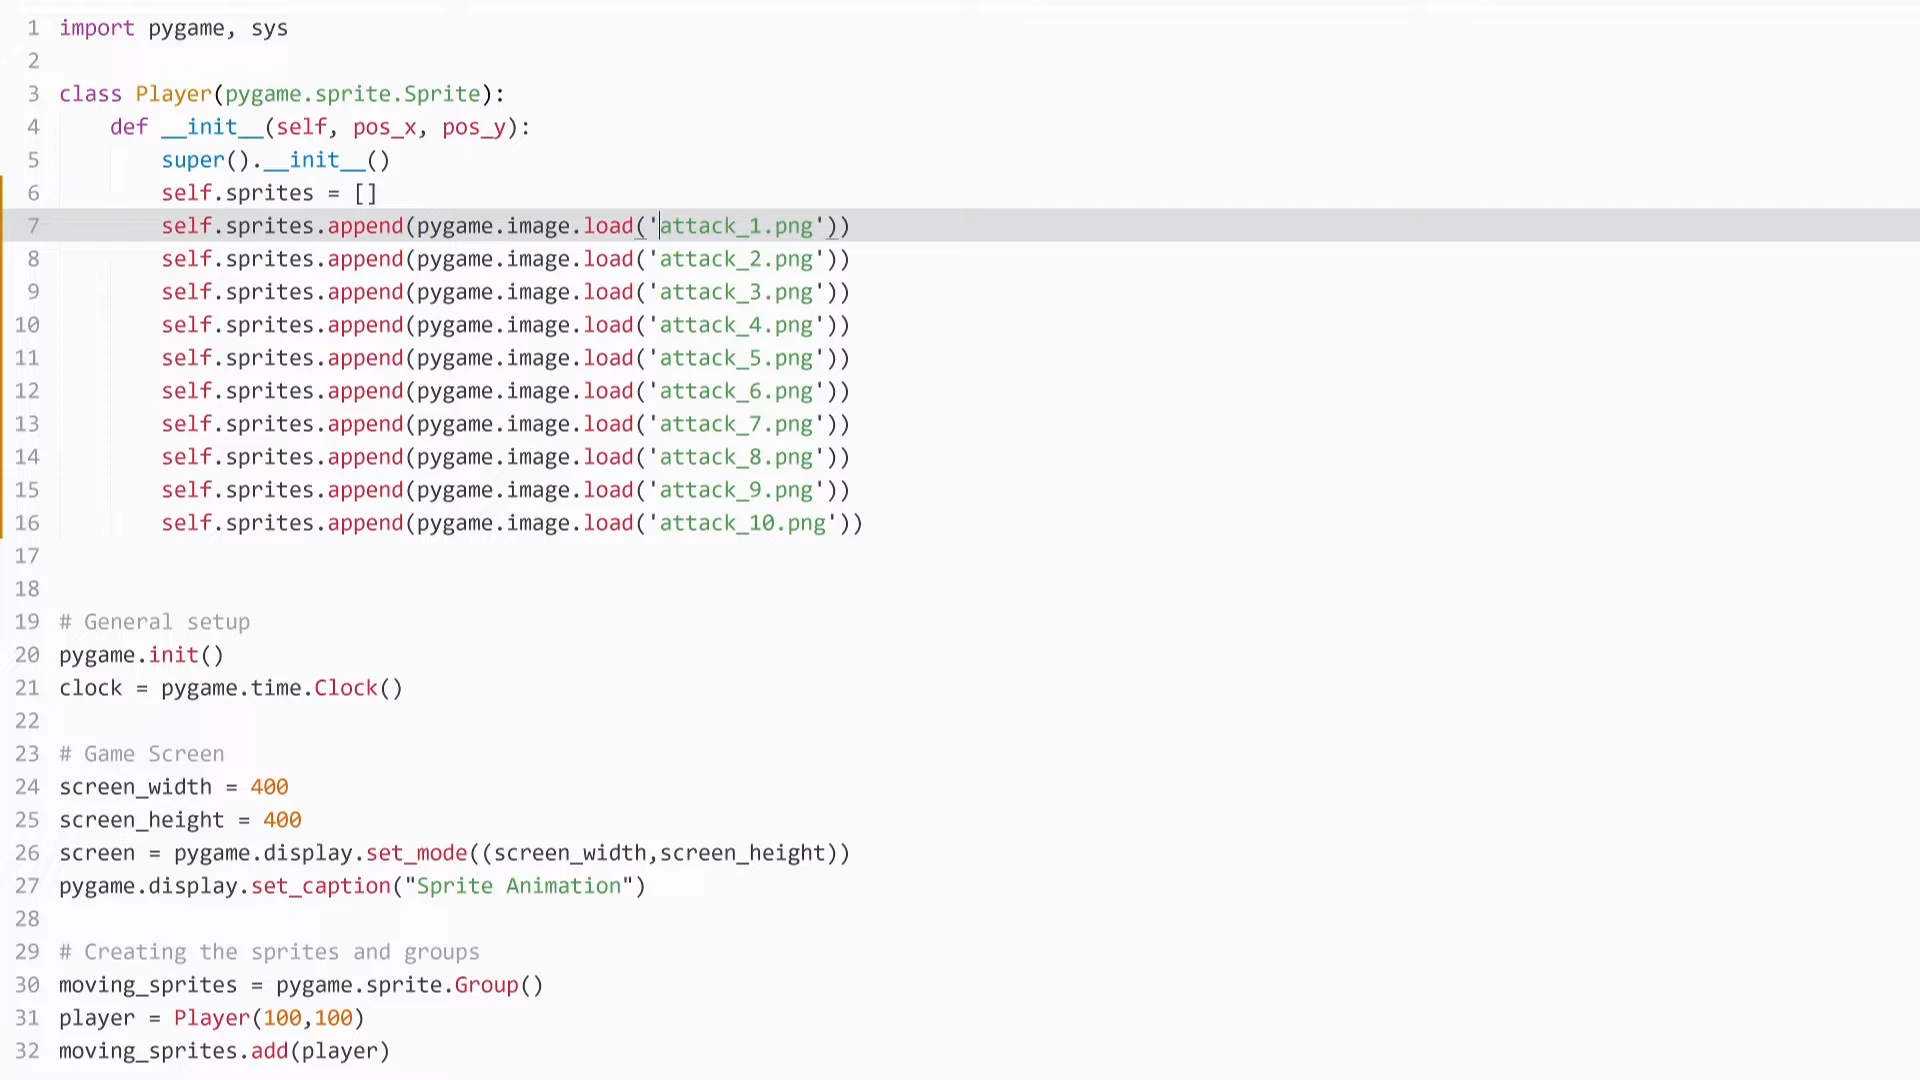 1 import pygame, sys
2
3 class Player(pygame.sprite.Sprite):
4     def __init__(self, pos_x, pos_y):
5         super().__init__()
6         self.sprites = []
7         self.sprites.append(pygame.image.load('attack_1.png'))
8         self.sprites.append(pygame.image.load('attack_2.png'))
9         self.sprites.append(pygame.image.load('attack_3.png'))
10         self.sprites.append(pygame.image.load('attack_4.png'))
11         self.sprites.append(pygame.image.load('attack_5.png'))
12         self.sprites.append(pygame.image.load('attack_6.png'))
13         self.sprites.append(pygame.image.load('attack_7.png'))
14         self.sprites.append(pygame.image.load('attack_8.png'))
15         self.sprites.append(pygame.image.load('attack_9.png'))
16         self.sprites.append(pygame.image.load('attack_10.png'))
17
18
19 # General setup
20 pygame.init()
21 clock = pygame.time.Clock()
22
23 # Game Screen
24 screen_width = 400
25 screen_height = 400
26 screen = pygame.display.set_mode((screen_width,screen_height))
27 pygame.display.set_caption("Sprite Animation")
28
29 # Creating the sprites and groups
30 moving_sprites = pygame.sprite.Group()
31 player = Player(100,100)
32 moving_sprites.add(player)